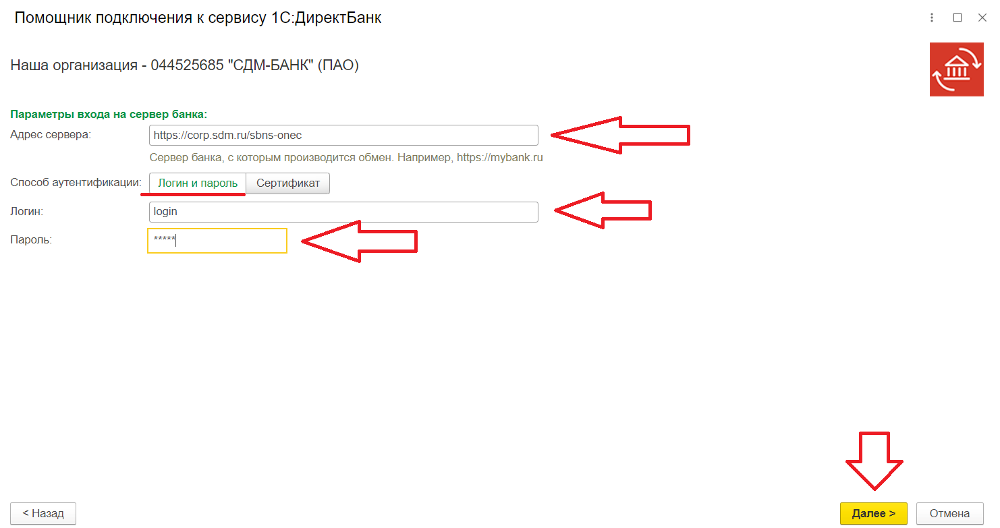 Помощник подключения к сервису 1С:ДиректБанк
Наша организация - 044525685 "СДМ-БАНК" (ПАО)
Параметры входа на сервер банка:
Адрес сервера: https://corp.sdm.ru/sbns-onec
Сервер банка, с которым производится обмен. Например, https://mybank.ru
Способ аутентификации: Логин и пароль Сертификат
Логин: login
Пароль: *****
< Назад Далее > Отмена